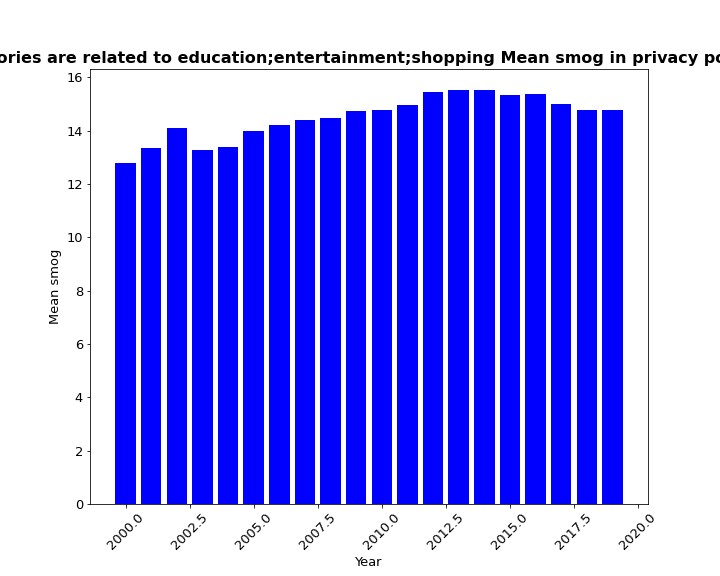 ories are related to education;entertainment;shopping Mean smog in privacy po
16
14
12
10
8
6
4
2
0
Mean smog
2000.0 2002.5 2005.0 2007.5 2010.0 2012.5 2015.0 2017.5 2020.0
Year